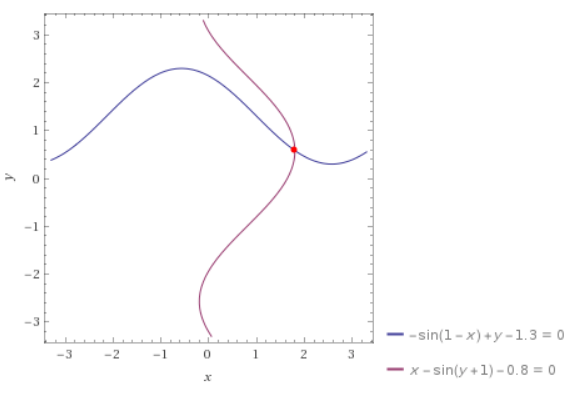 3
2
1
0
−1
−2
−3
y
−3 −2 −1 0 1 2 3
x
−sin(1−x)+y−1.3 = 0
x−sin(y+1)−0.8 = 0